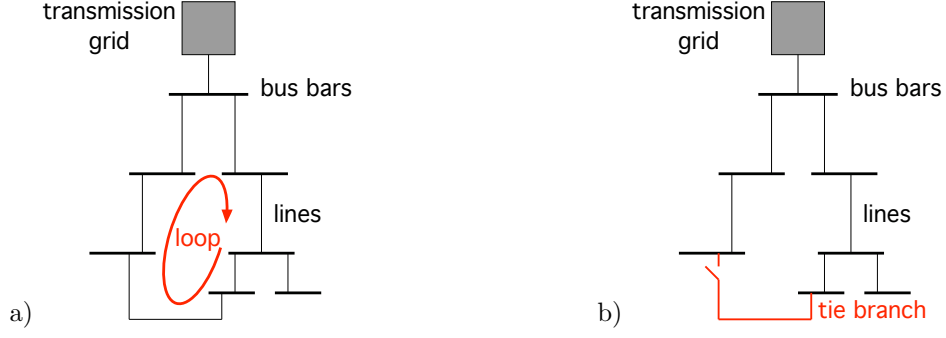 transmission
grid
bus bars
lines
loop
a)
transmission
grid
bus bars
lines
tie branch
b)